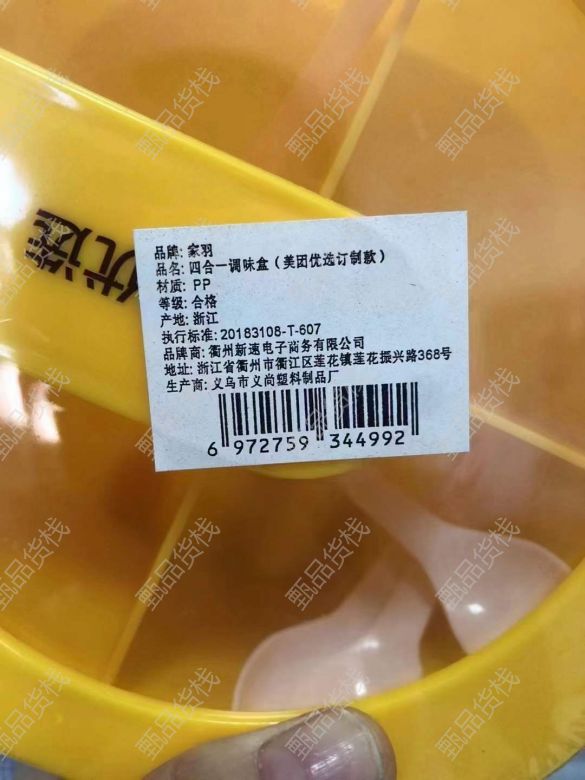 优选
品牌: 家羽
品名: 四合一调味盒（美团优选订制款）
材质: PP
等级: 合格
产地: 浙江
执行标准: 20183108-T-607
品牌商: 衢州新速电子商务有限公司
地址: 浙江省衢州市衢江区莲花镇莲花振兴路368号
生产商: 义乌市义尚塑料制品厂
6 972759 344992
甄品货栈